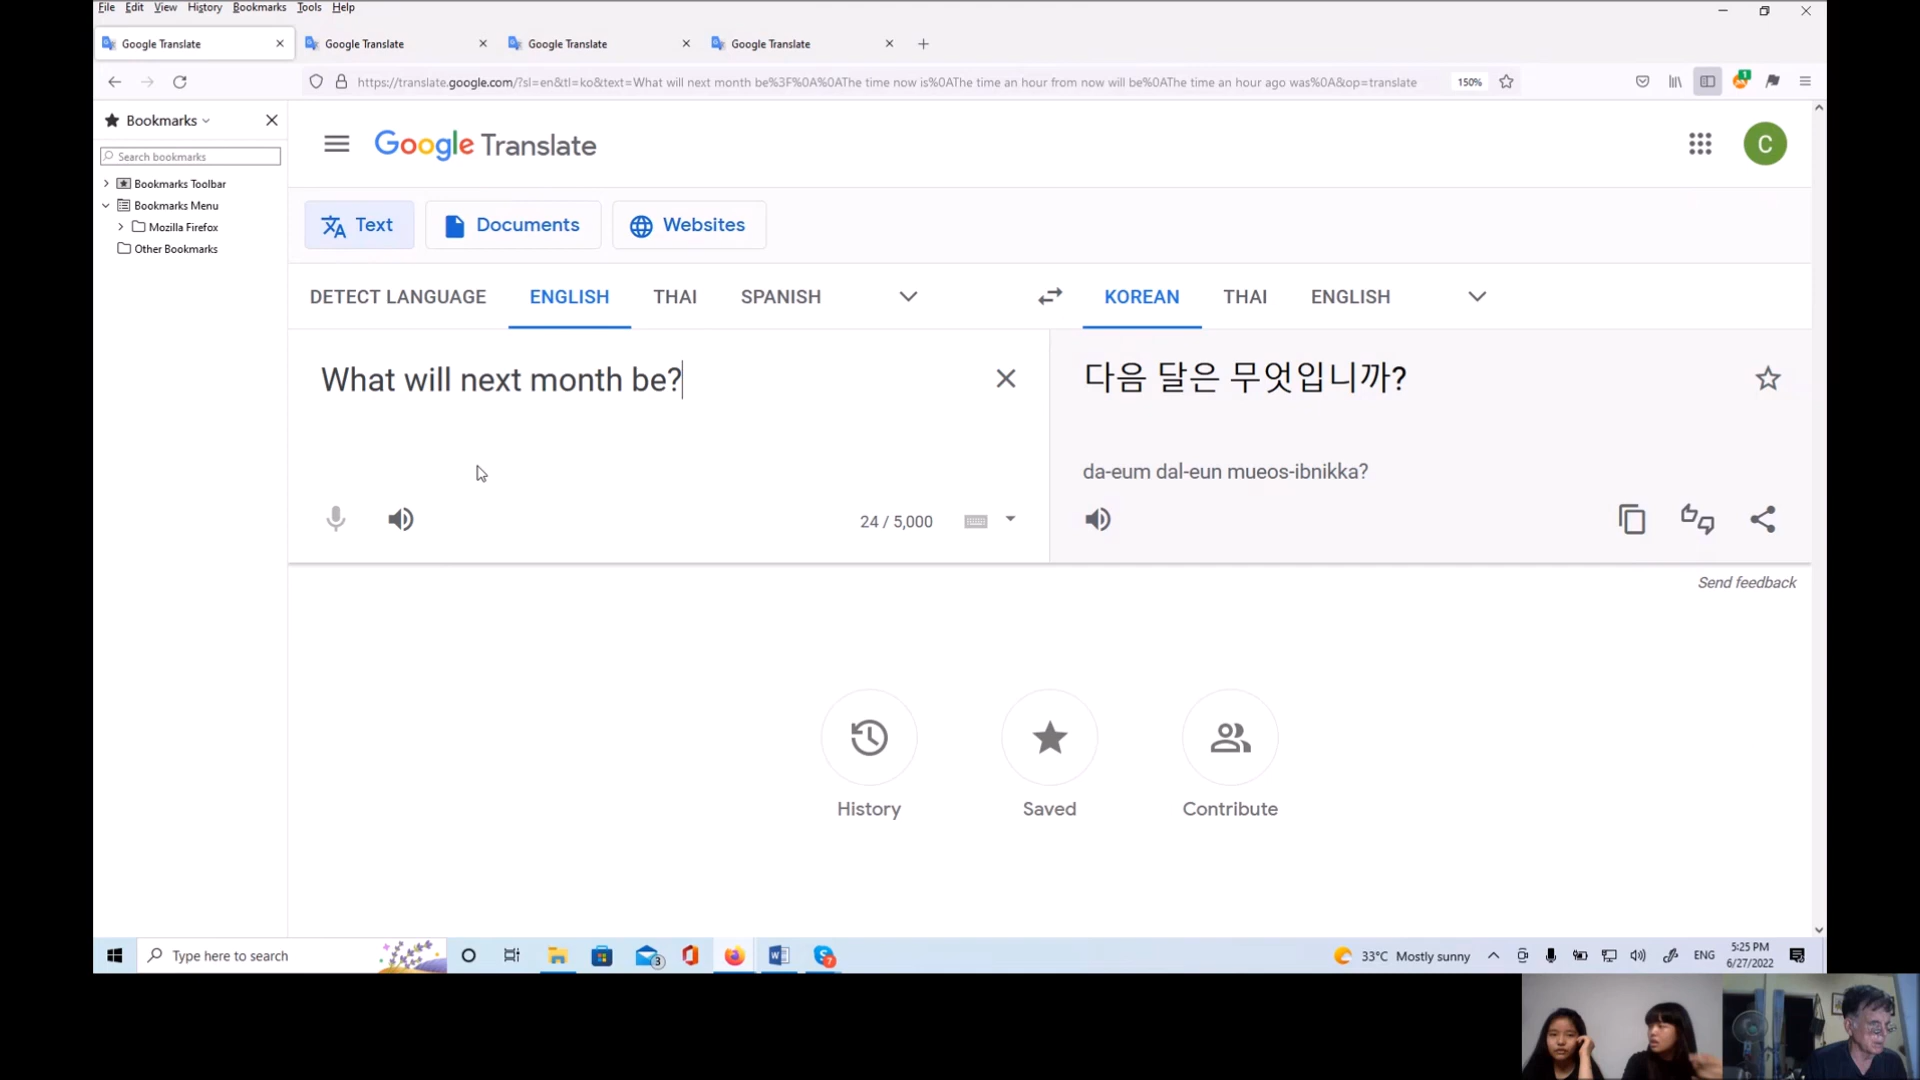 File Edit View History Bookmarks Tools Help
Google Translate
Google Translate
Google Translate
Google Translate
https://translate.google.com/?sl=en&tl=ko&text=What will next month be%3F%0A%0AThe time now is%0AThe time an hour from now will be%0AThe time an hour ago was%0A&op=translate
150%
1
Bookmarks
Search bookmarks
Bookmarks Toolbar
Bookmarks Menu
Mozilla Firefox
Other Bookmarks
Google Translate
C
Text
Documents
Websites
DETECT LANGUAGE ENGLISH THAI SPANISH
KOREAN THAI ENGLISH
What will next month be?
다음 달은 무엇입니까?
da-eum dal-eun mueos-ibnikka?
24 / 5,000
Send feedback
History
Saved
Contribute
Type here to search
3
7
33°C Mostly sunny
ENG
5:25 PM
6/27/2022